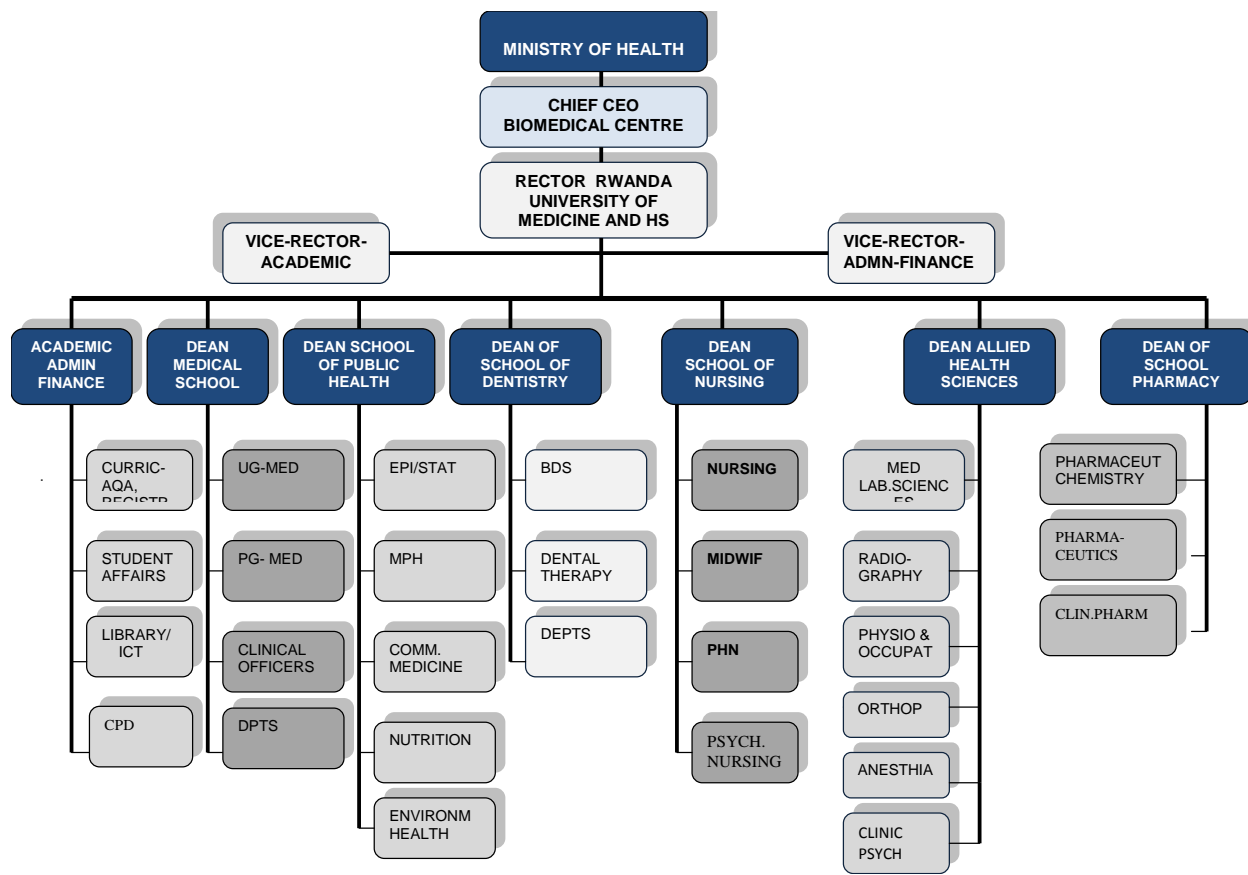 MINISTRY OF HEALTH
CHIEF CEO
BIOMEDICAL CENTRE
RECTOR RWANDA
UNIVERSITY OF
MEDICINE AND HS
VICE-RECTOR-
ACADEMIC
VICE-RECTOR-
ADMN-FINANCE
ACADEMIC
ADMIN
FINANCE
DEAN
MEDICAL
SCHOOL
DEAN SCHOOL
OF PUBLIC
HEALTH
DEAN OF
SCHOOL OF
DENTISTRY
DEAN
SCHOOL OF
NURSING
DEAN ALLIED
HEALTH
SCIENCES
DEAN OF
SCHOOL
PHARMACY
CURRIC-
AQA,
REGISTR
STUDENT
AFFAIRS
LIBRARY/
ICT
CPD
UG-MED
PG- MED
CLINICAL
OFFICERS
DPTS
EPI/STAT
MPH
COMM.
MEDICINE
NUTRITION
ENVIRONM
HEALTH
BDS
DENTAL
THERAPY
DEPTS
NURSING
MIDWIF
PHN
PSYCH.
NURSING
MED
LAB.SCIENC
ES
RADIO-
GRAPHY
PHYSIO &
OCCUPAT
ORTHOP
ANESTHIA
CLINIC
PSYCH
PHARMACEUT
CHEMISTRY
PHARMA-
CEUTICS
CLIN.PHARM